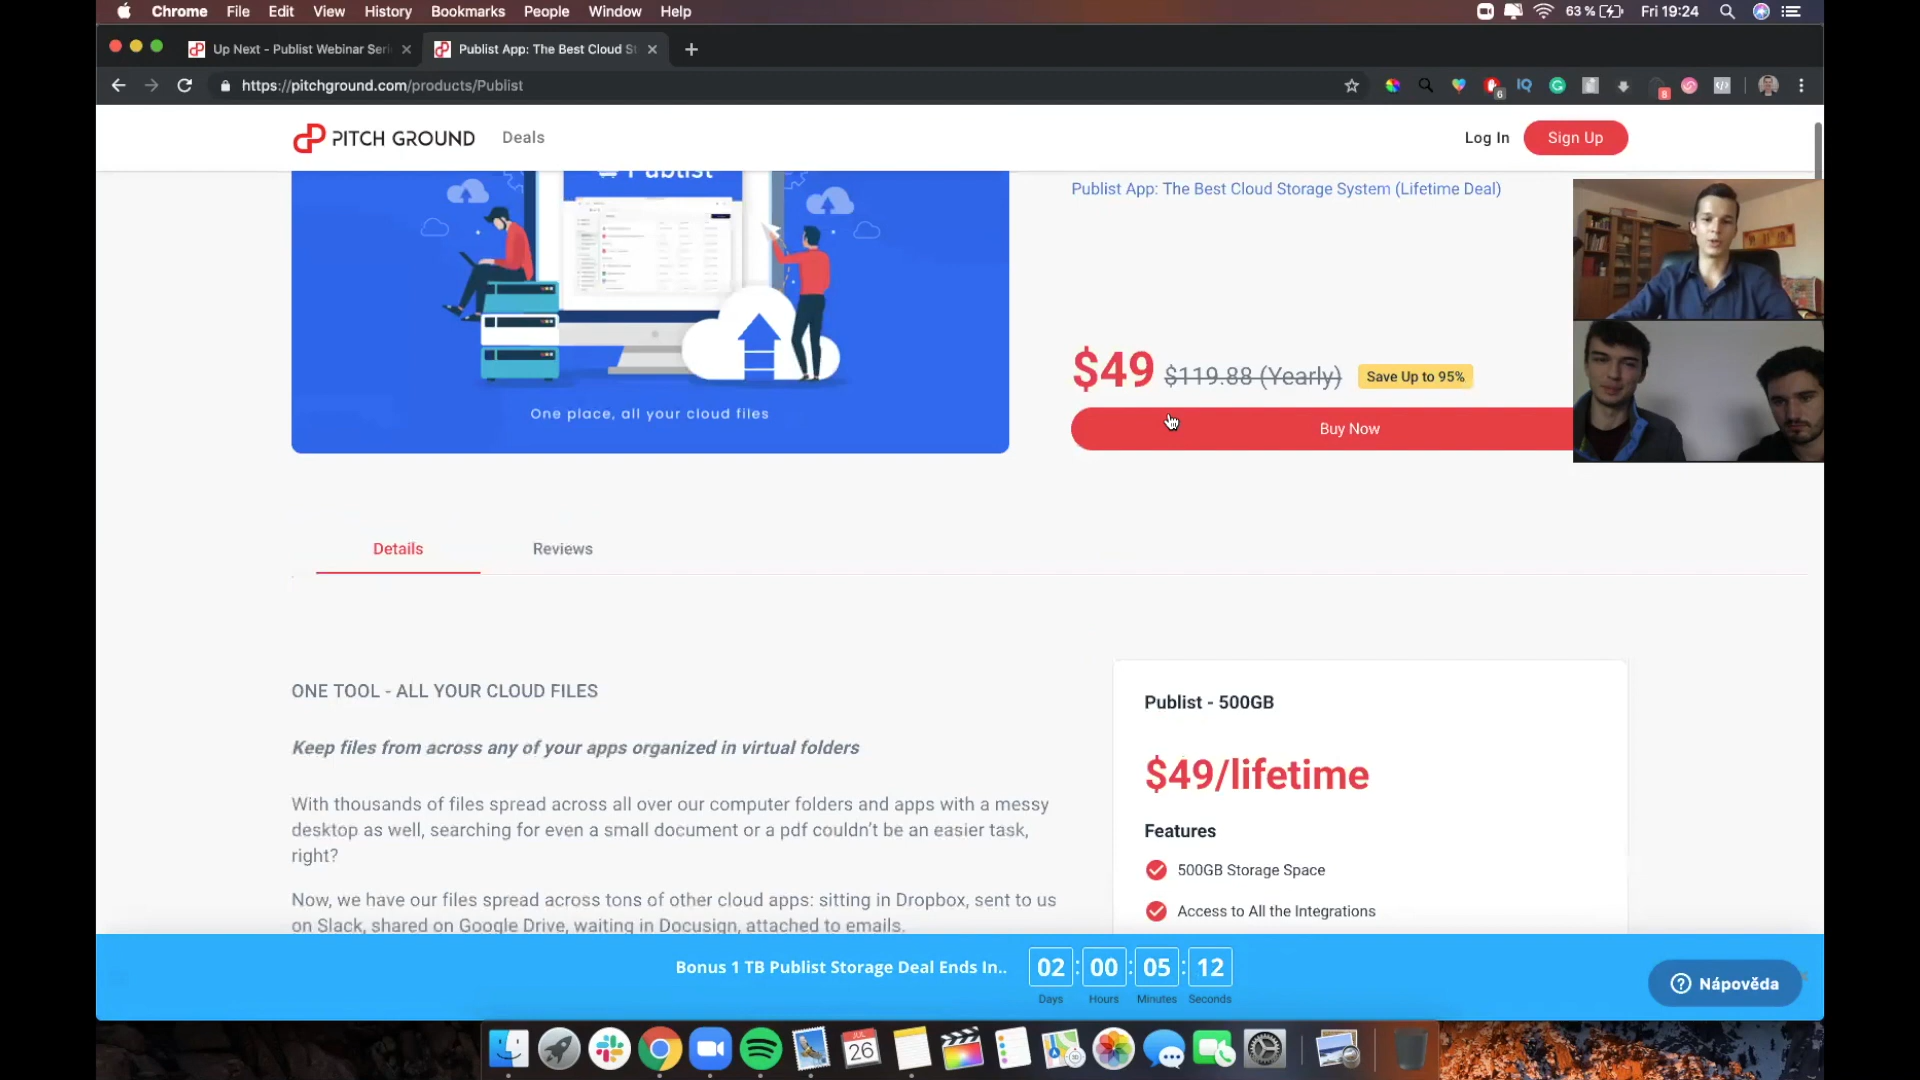 Chrome File Edit View History Bookmarks People Window Help 63 % Fri 19:24
Up Next - Publist Webinar Seri
Publist App: The Best Cloud St
https://pitchground.com/products/Publist
6 IQ 8
PITCH GROUND
Deals
Log In
Sign Up
Publist
One place, all your cloud files
Publist App: The Best Cloud Storage System (Lifetime Deal)
$49 $119.88 (Yearly) Save Up to 95%
Buy Now
Details
Reviews
ONE TOOL - ALL YOUR CLOUD FILES
Keep files from across any of your apps organized in virtual folders
With thousands of files spread across all over our computer folders and apps with a messy
desktop as well, searching for even a small document or a pdf couldn't be an easier task,
right?
Now, we have our files spread across tons of other cloud apps: sitting in Dropbox, sent to us
on Slack, shared on Google Drive, waiting in Docusign, attached to emails.
Publist - 500GB
$49/lifetime
Features
500GB Storage Space
Access to All the Integrations
Bonus 1 TB Publist Storage Deal Ends In..
02 : 00 : 05 : 12
Days Hours Minutes Seconds
Nápověda
JUL
26